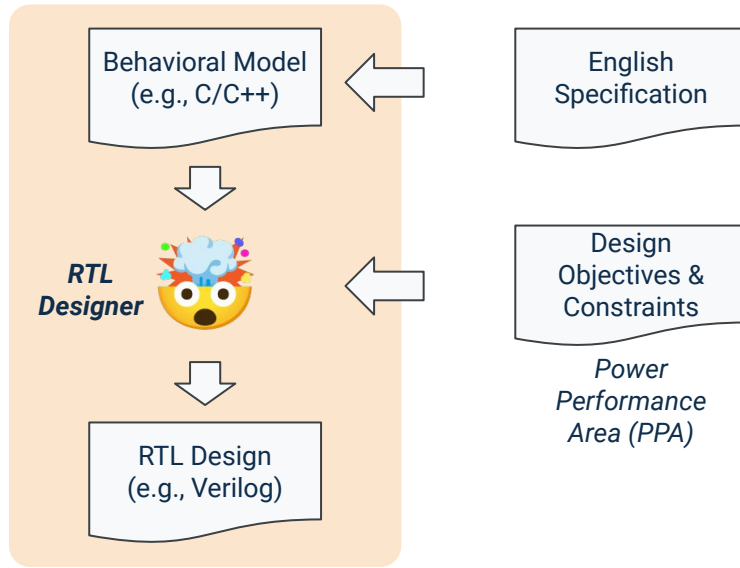 Behavioral Model
(e.g., C/C++)
English
Specification
RTL
Designer
Design
Objectives &
Constraints
Power
Performance
Area (PPA)
RTL Design
(e.g., Verilog)